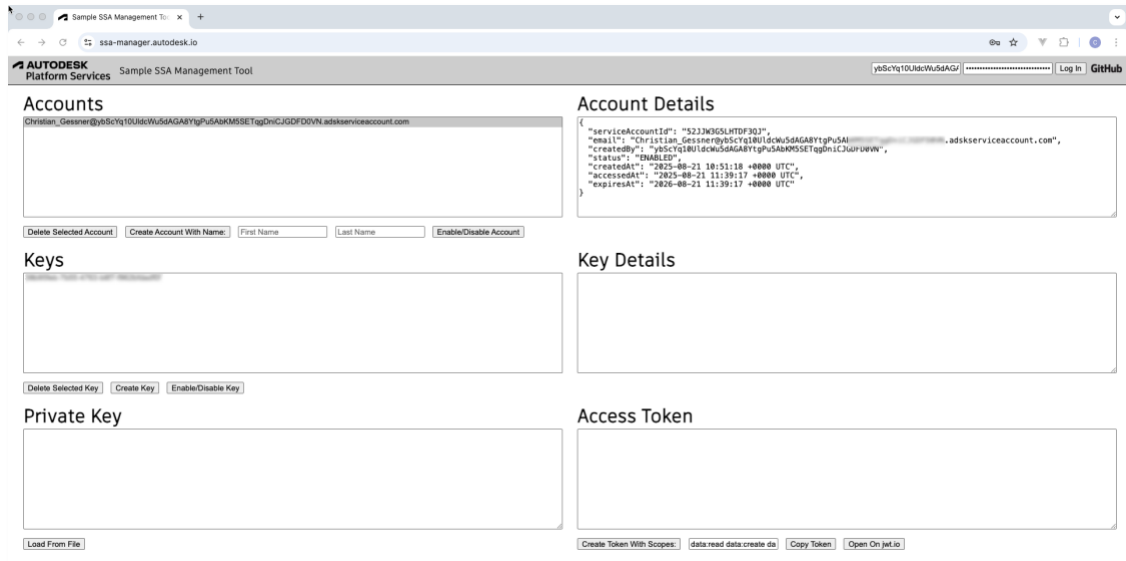 Sample SSA Management To
ssa-manager.autodesk.io
AUTODESK
Platform Services
Sample SSA Management Tool
ybScYq10UldcWu5dAGA/
Log In
GitHub
Accounts
Christian_Gessner@ybScYq10UldcWu5dAGA8YtgPu5AbKM5SETqgDniCJGDFD0VN.adskserviceaccount.com
Delete Selected Account
Create Account With Name:
First Name
Last Name
Enable/Disable Account
Account Details
{
"serviceAccountId": "52JJW3G5LHTDF3QJ",
"email": "Christian_Gessner@ybScYq10UldcWu5dAGA8YtgPu5Ab .adskserviceaccount.com",
"createdBy": "ybScYq10UldcWu5dAGA8YtgPu5AbKM5SETqgDniCJGDFD0VN",
"status": "ENABLED",
"createdAt": "2025-08-21 10:51:18 +0000 UTC",
"accessedAt": "2025-08-21 11:39:17 +0000 UTC",
"expiresAt": "2026-08-21 11:39:17 +0000 UTC"
}
Keys
Delete Selected Key
Create Key
Enable/Disable Key
Key Details
Private Key
Load From File
Access Token
Create Token With Scopes:
data:read data:create da
Copy Token
Open On jwt.io